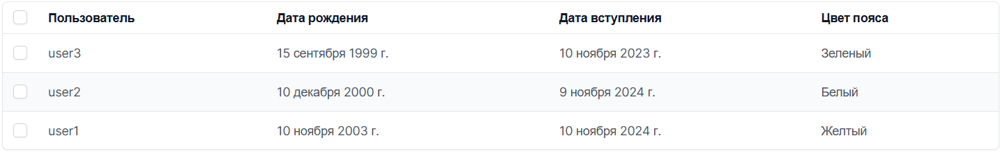 Пользователь Дата рождения Дата вступления Цвет пояса
user3 15 сентября 1999 г. 10 ноября 2023 г. Зеленый
user2 10 декабря 2000 г. 9 ноября 2024 г. Белый
user1 10 ноября 2003 г. 10 ноября 2024 г. Желтый